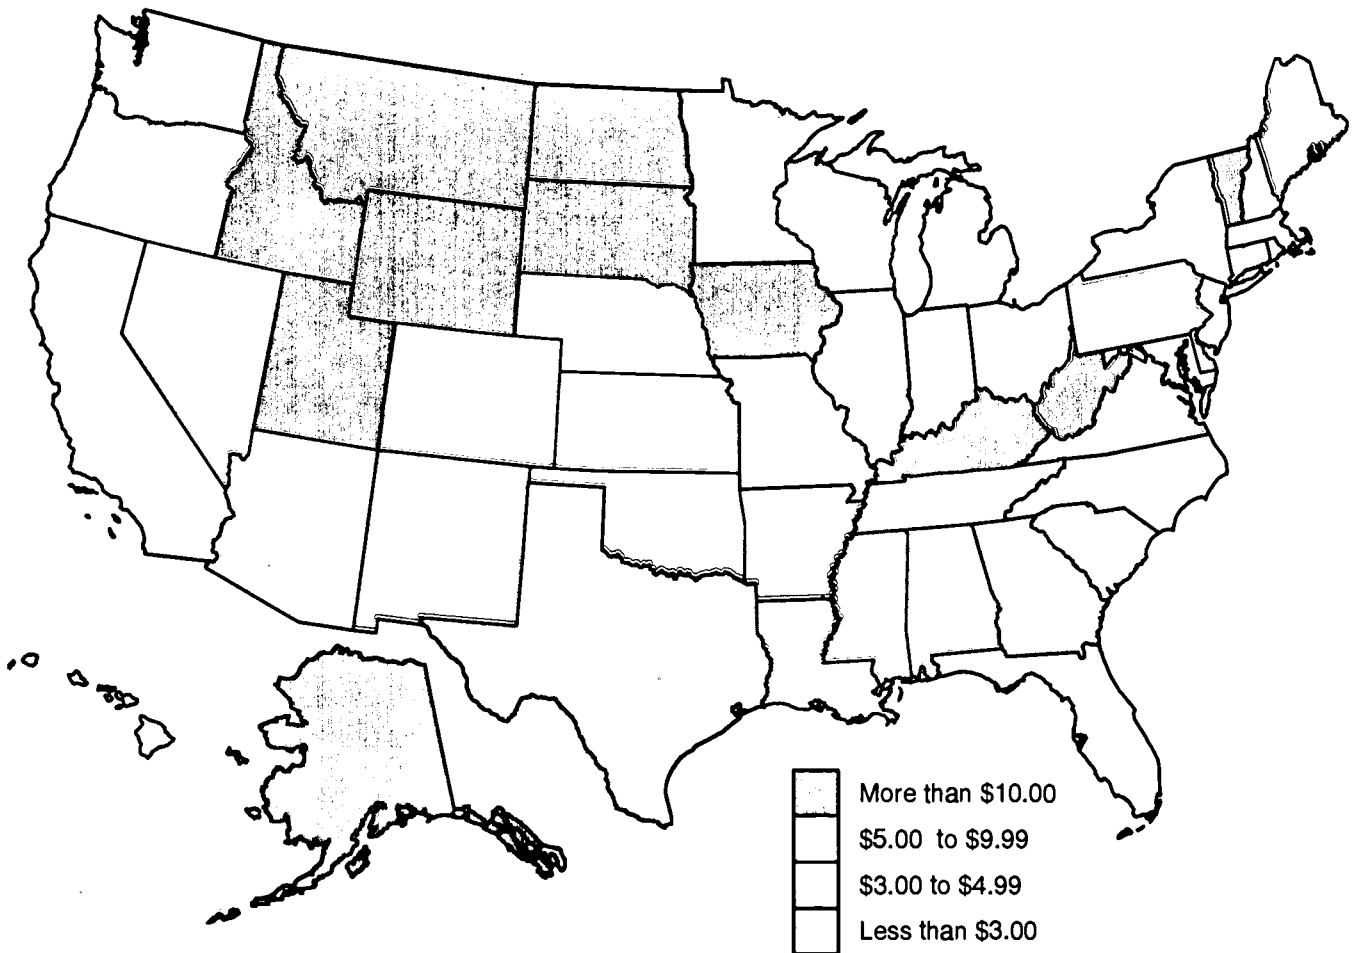 More than $10.00
$5.00 to $9.99
$3.00 to $4.99
Less than $3.00